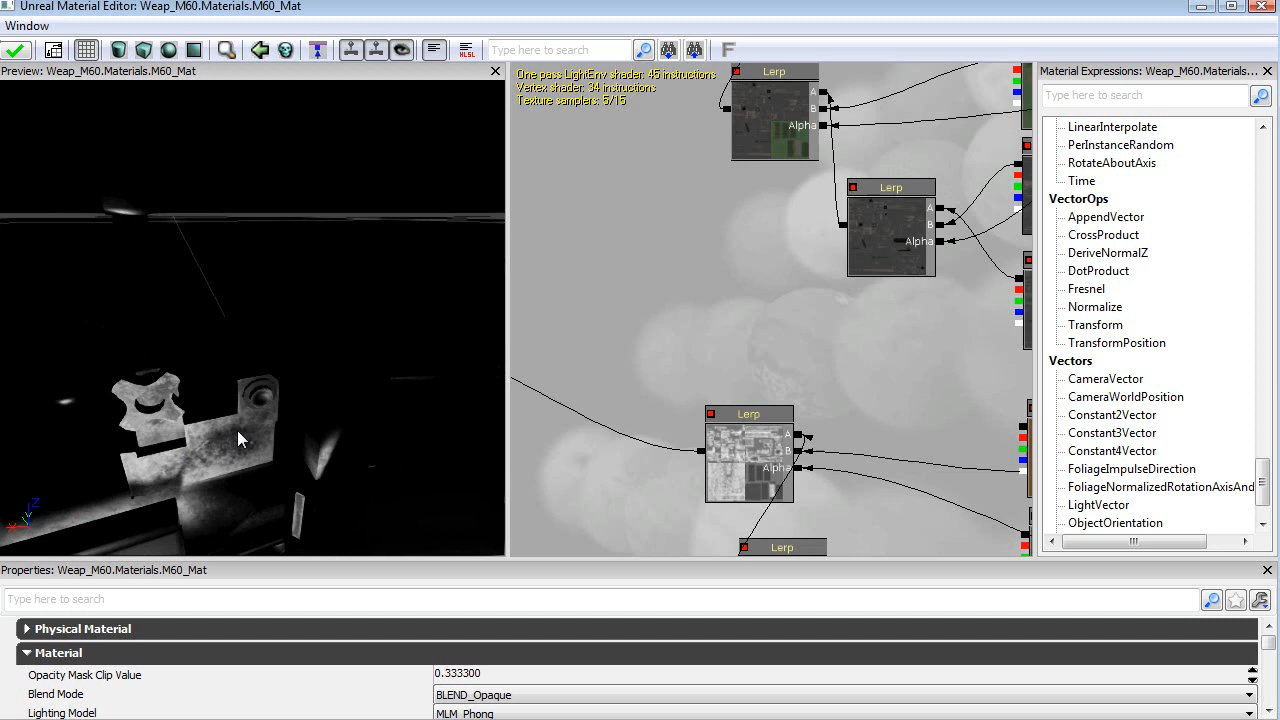 Unreal Material Editor: Weap_M60.Materials.M60_Mat
Window
HLSL
Type here to search
F
Preview: Weap_M60.Materials.M60_Mat
One pass LightEnv shader: 45 instructions
Vertex shader: 34 instructions
Texture samplers: 5/15
Lerp
A
B
Alpha
Lerp
A
B
Alpha
Lerp
A
B
Alpha
Lerp
Z
Y
X
Material Expressions: Weap_M60.Materials...
Type here to search
LinearInterpolate
PerInstanceRandom
RotateAboutAxis
Time
VectorOps
AppendVector
CrossProduct
DeriveNormalZ
DotProduct
Fresnel
Normalize
Transform
TransformPosition
Vectors
CameraVector
CameraWorldPosition
Constant2Vector
Constant3Vector
Constant4Vector
FoliageImpulseDirection
FoliageNormalizedRotationAxisAnd
LightVector
ObjectOrientation
Properties: Weap_M60.Materials.M60_Mat
Type here to search
Physical Material
Material
Opacity Mask Clip Value 0.333300
Blend Mode BLEND_Opaque
Lighting Model MLM_Phong